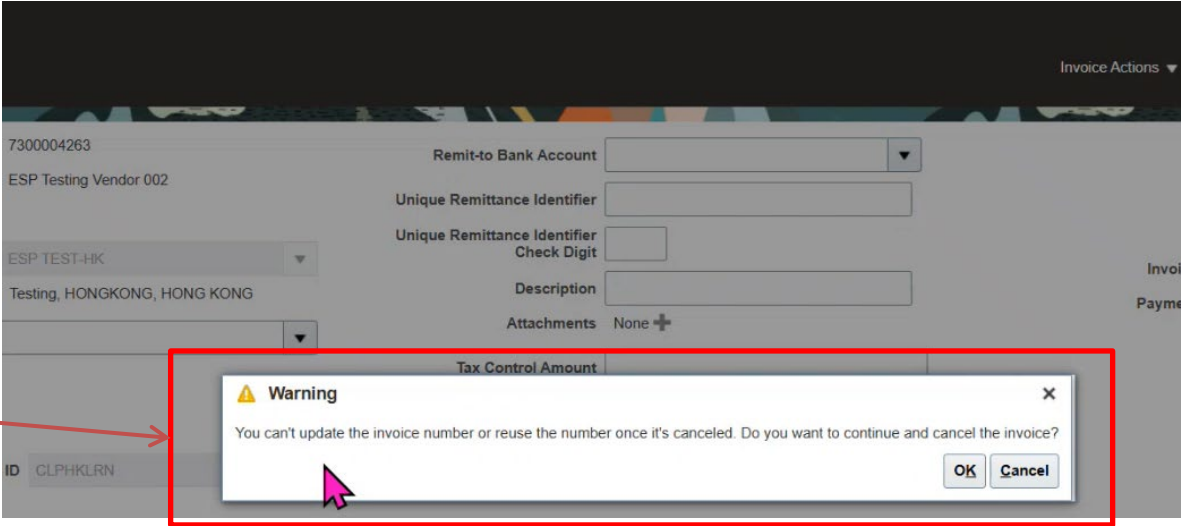 Invoice Actions
7300004263
Remit-to Bank Account
ESP Testing Vendor 002
Unique Remittance Identifier
Unique Remittance Identifier
Check Digit
ESP TEST-HK
Testing, HONGKONG, HONG KONG
Description
Attachments None
Tax Control Amount
Warning
You can't update the invoice number or reuse the number once it's canceled. Do you want to continue and cancel the invoice?
OK Cancel
ID CLPHKLRN